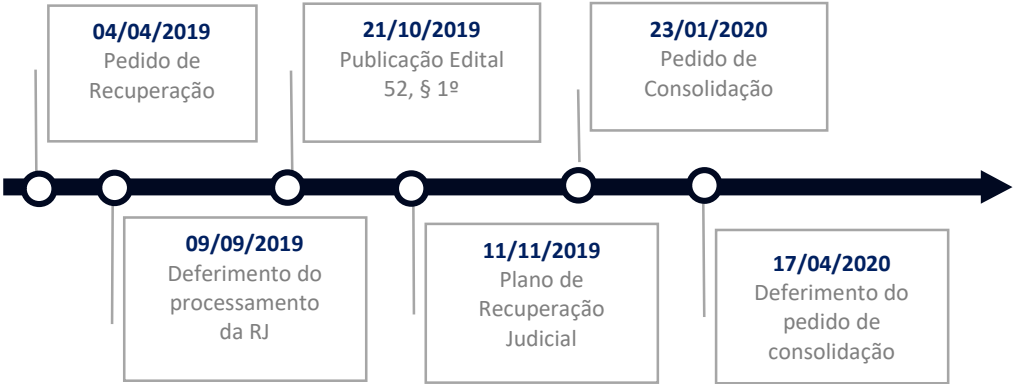 04/04/2019
Pedido de
Recuperação
09/09/2019
Deferimento do
processamento
da RJ
21/10/2019
Publicação Edital
52, § 1º
11/11/2019
Plano de
Recuperação
Judicial
23/01/2020
Pedido de
Consolidação
17/04/2020
Deferimento do
pedido de
consolidação